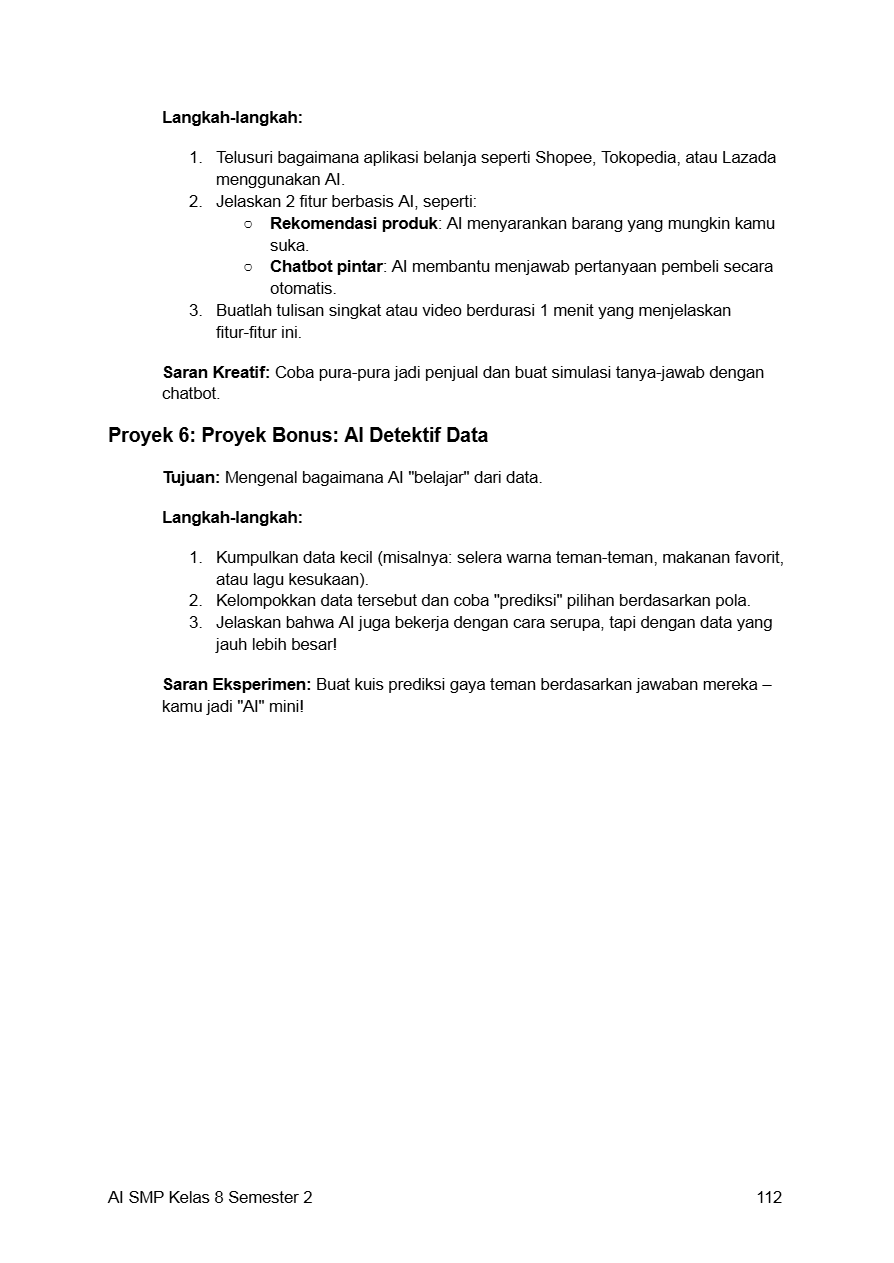 Langkah-langkah:
1. Telusuri bagaimana aplikasi belanja seperti Shopee, Tokopedia, atau Lazada
menggunakan AI.
2. Jelaskan 2 fitur berbasis AI, seperti:
○ Rekomendasi produk: AI menyarankan barang yang mungkin kamu
suka.
○ Chatbot pintar: AI membantu menjawab pertanyaan pembeli secara
otomatis.
3. Buatlah tulisan singkat atau video berdurasi 1 menit yang menjelaskan
fitur-fitur ini.
Saran Kreatif: Coba pura-pura jadi penjual dan buat simulasi tanya-jawab dengan
chatbot.
Proyek 6: Proyek Bonus: AI Detektif Data
Tujuan: Mengenal bagaimana AI "belajar" dari data.
Langkah-langkah:
1. Kumpulkan data kecil (misalnya: selera warna teman-teman, makanan favorit,
atau lagu kesukaan).
2. Kelompokkan data tersebut dan coba "prediksi" pilihan berdasarkan pola.
3. Jelaskan bahwa AI juga bekerja dengan cara serupa, tapi dengan data yang
jauh lebih besar!
Saran Eksperimen: Buat kuis prediksi gaya teman berdasarkan jawaban mereka –
kamu jadi "AI" mini!
AI SMP Kelas 8 Semester 2 112